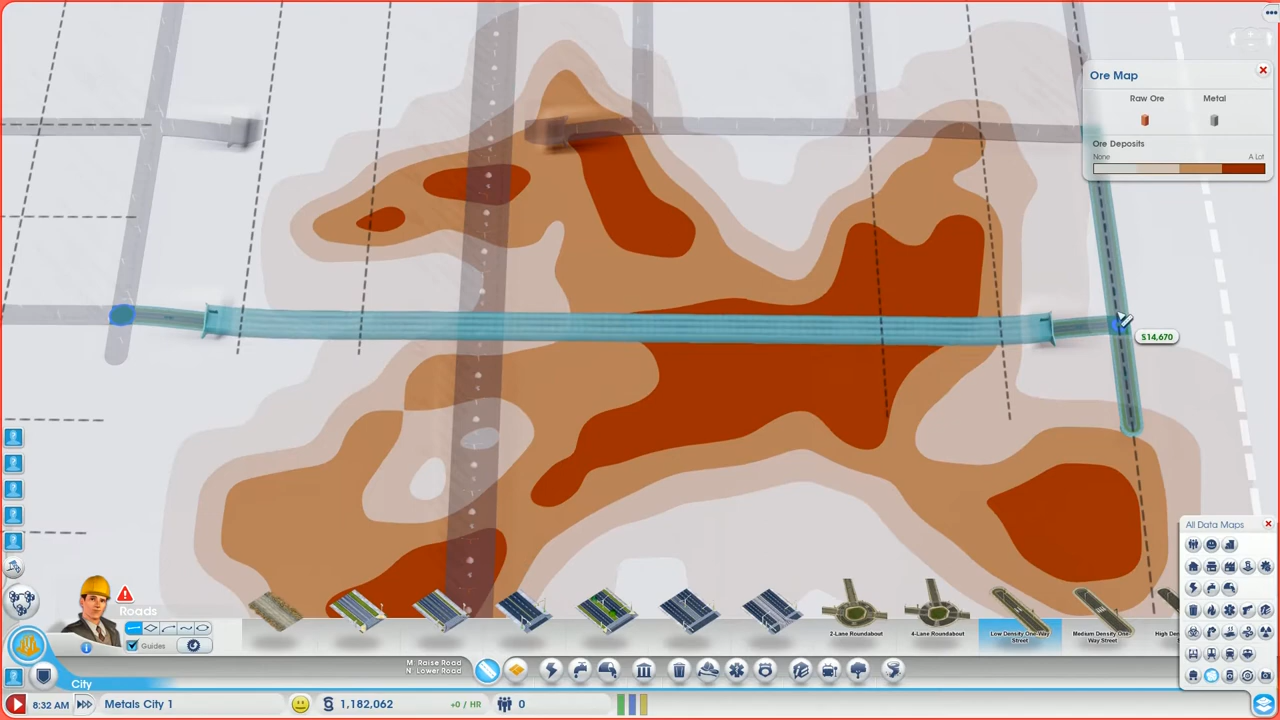 Ore Map
Raw Ore
Metal
Ore Deposits
None
A Lot
$14,670
All Data Maps
Roads
Guides
2-Lane Roundabout
4-Lane Roundabout
Low Density One-Way Street
Medium Density One-Way Street
High Den
M Raise Road
N Lower Road
City
8:32 AM
Metals City 1
1,182,062
+0 / HR
0